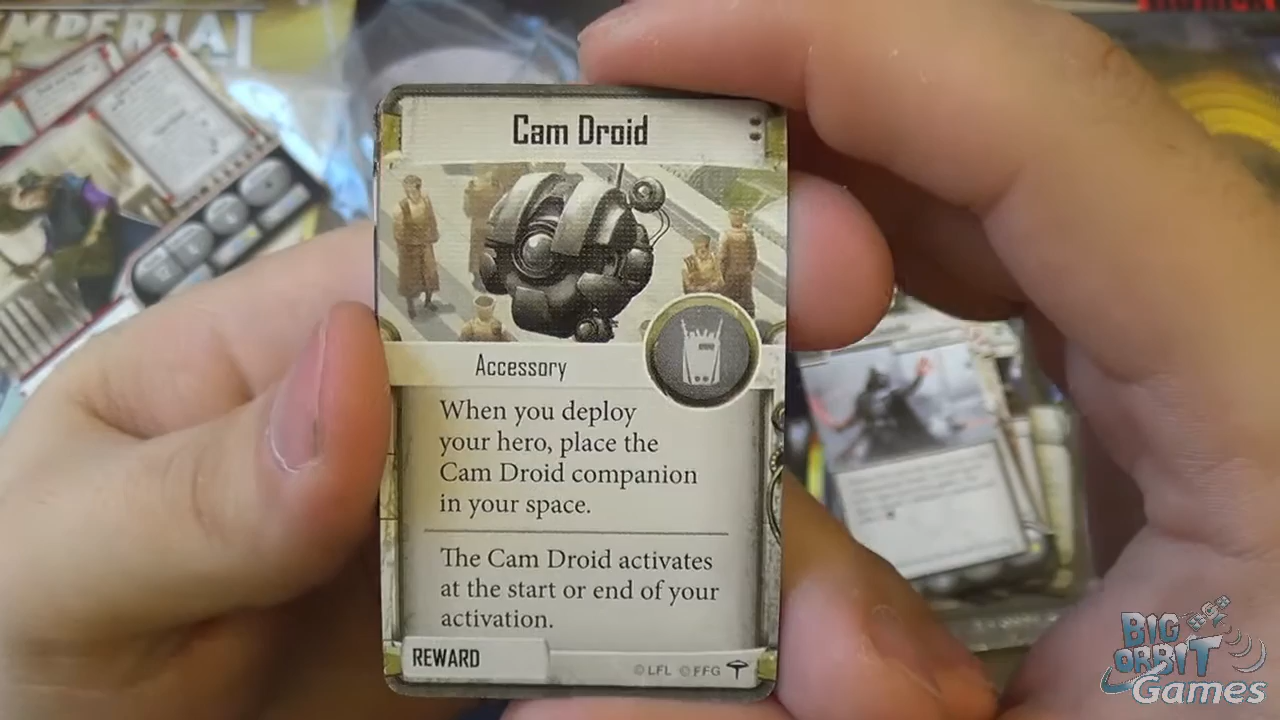 IMPERIAL
Cam Droid
Accessory
When you deploy
your hero, place the
Cam Droid companion
in your space.
The Cam Droid activates
at the start or end of your
activation.
REWARD
©LFL ©FFG
BIG
ORBIT
Games